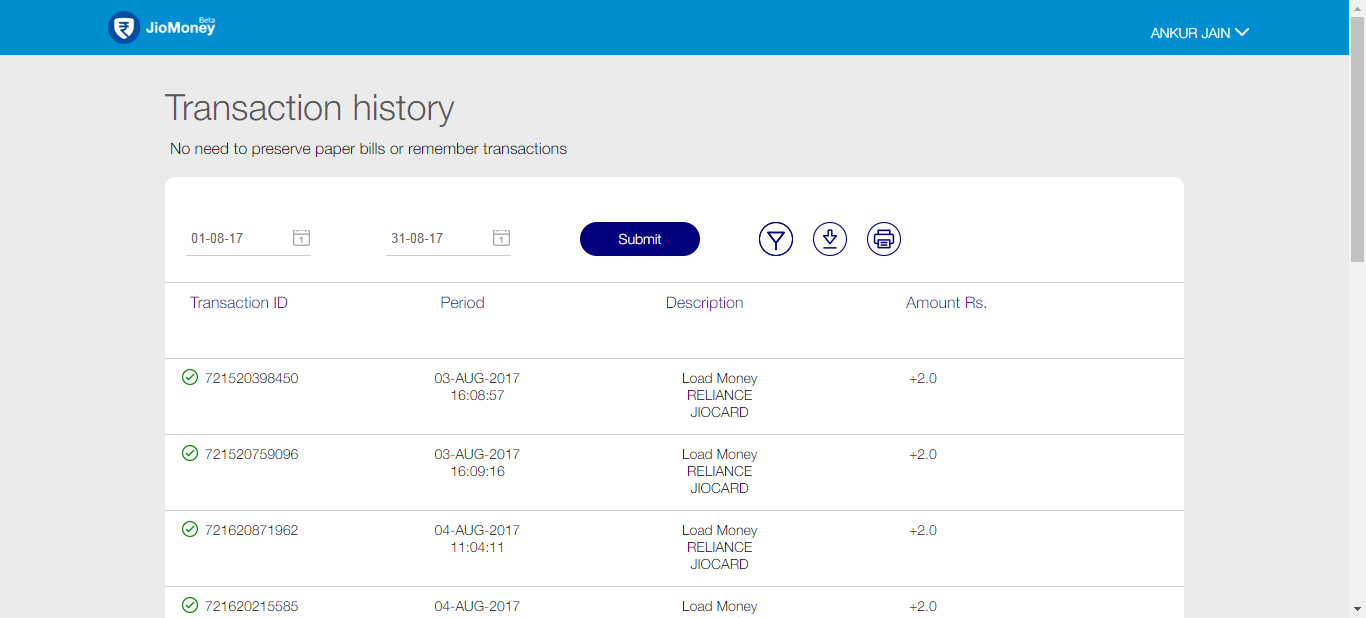 JioMoney Beta
ANKUR JAIN
Transaction history
No need to preserve paper bills or remember transactions
01-08-17 1 31-08-17 1 Submit
Transaction ID Period Description Amount Rs.
721520398450 03-AUG-2017 Load Money +2.0
16:08:57 RELIANCE
JIOCARD
721520759096 03-AUG-2017 Load Money +2.0
16:09:16 RELIANCE
JIOCARD
721620871962 04-AUG-2017 Load Money +2.0
11:04:11 RELIANCE
JIOCARD
721620215585 04-AUG-2017 Load Money +2.0